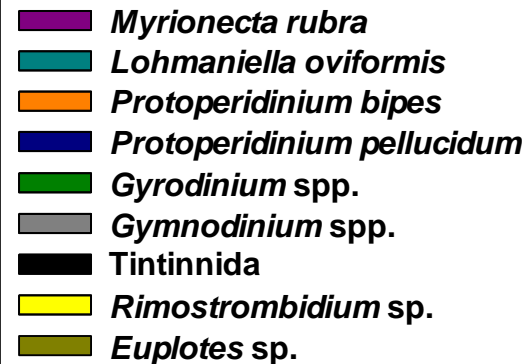 Myrionecta rubra
Lohmaniella oviformis
Protoperidinium bipes
Protoperidinium pellucidum
Gyrodinium spp.
Gymnodinium spp.
Tintinnida
Rimostrombidium sp.
Euplotes sp.